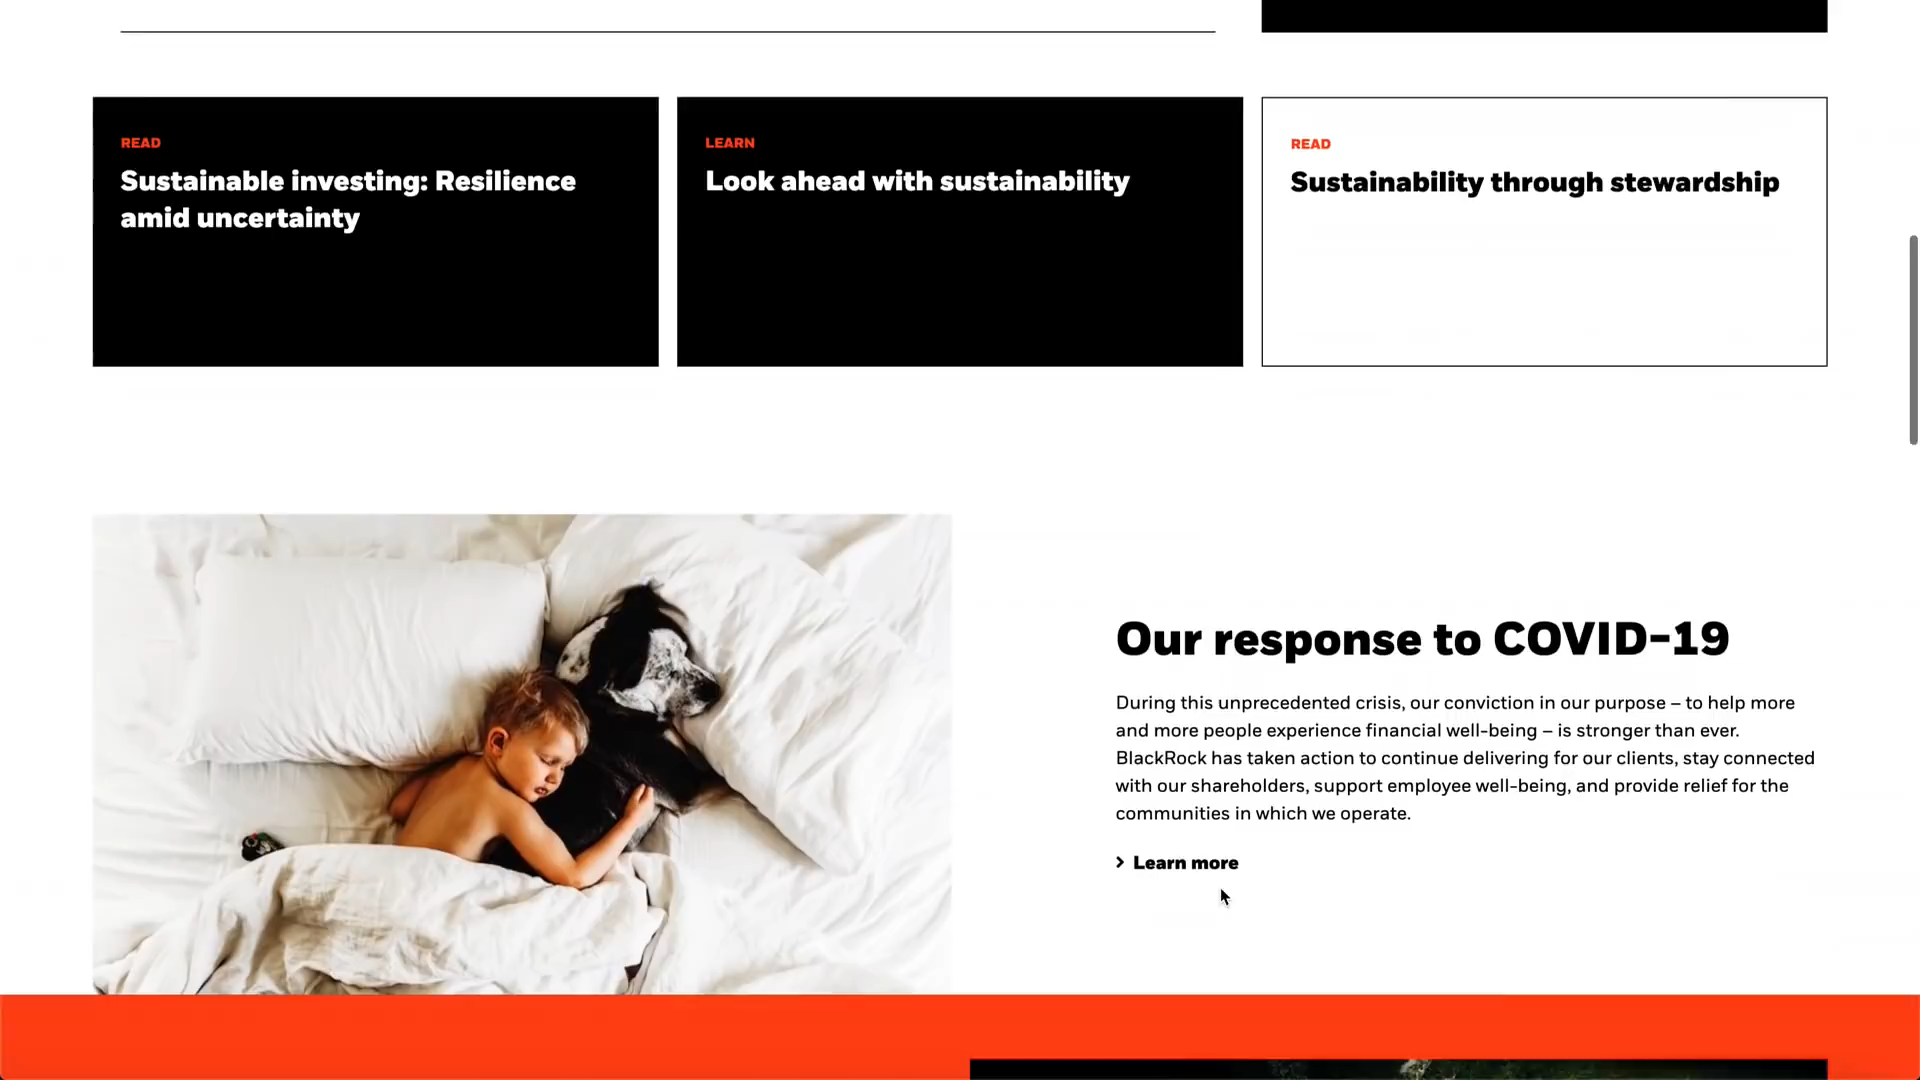 READ
Sustainable investing: Resilience
amid uncertainty
LEARN
Look ahead with sustainability
READ
Sustainability through stewardship
Our response to COVID-19
During this unprecedented crisis, our conviction in our purpose – to help more
and more people experience financial well-being – is stronger than ever.
BlackRock has taken action to continue delivering for our clients, stay connected
with our shareholders, support employee well-being, and provide relief for the
communities in which we operate.
Learn more